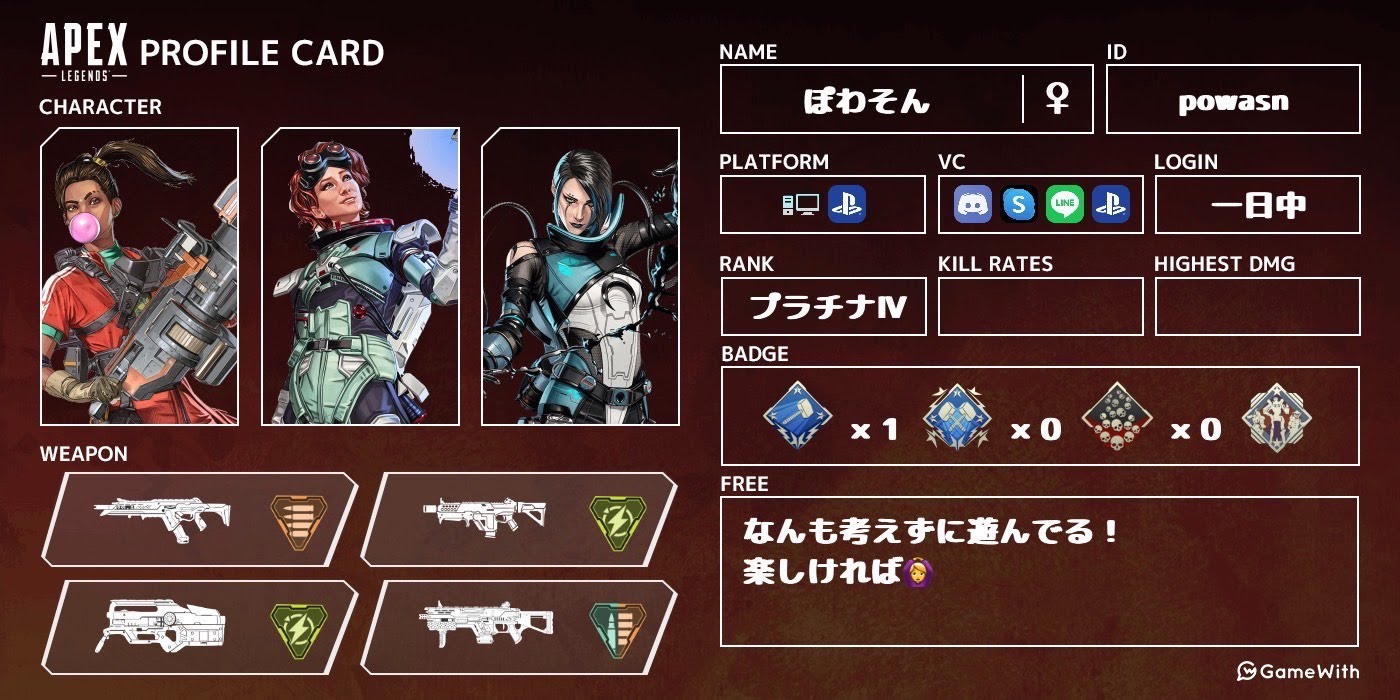 APEX
LEGENDS
PROFILE CARD
CHARACTER
WEAPON
NAME
ぽわそん ♀
ID
powasn
PLATFORM
VC
S
LINE
LOGIN
一日中
RANK
プラチナⅣ
KILL RATES
HIGHEST DMG
BADGE
x 1
x 0
x 0
FREE
なんも考えずに遊んでる！
楽しければ🙆‍♀️
GameWith